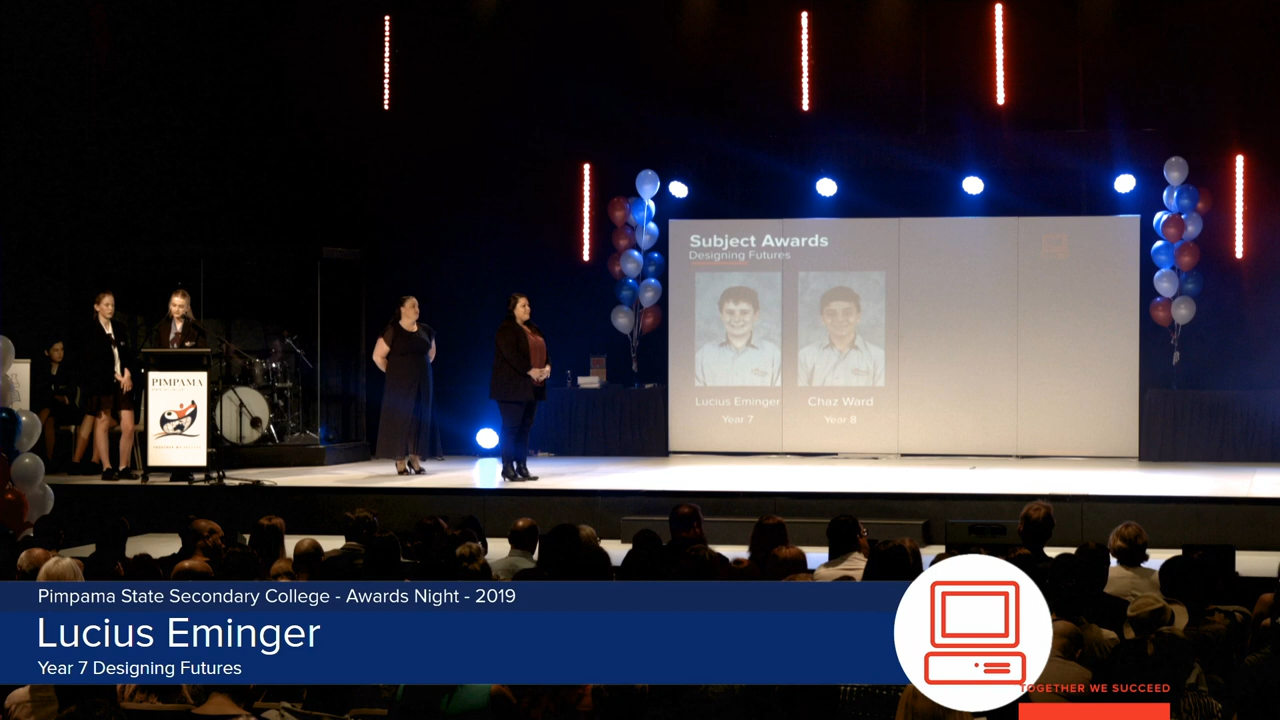 Subject Awards
Designing Futures
Lucius Eminger
Chaz Ward
Year 7
Year 8
PIMPAMA
Pimpama State Secondary College - Awards Night - 2019
Lucius Eminger
Year 7 Designing Futures
TOGETHER WE SUCCEED